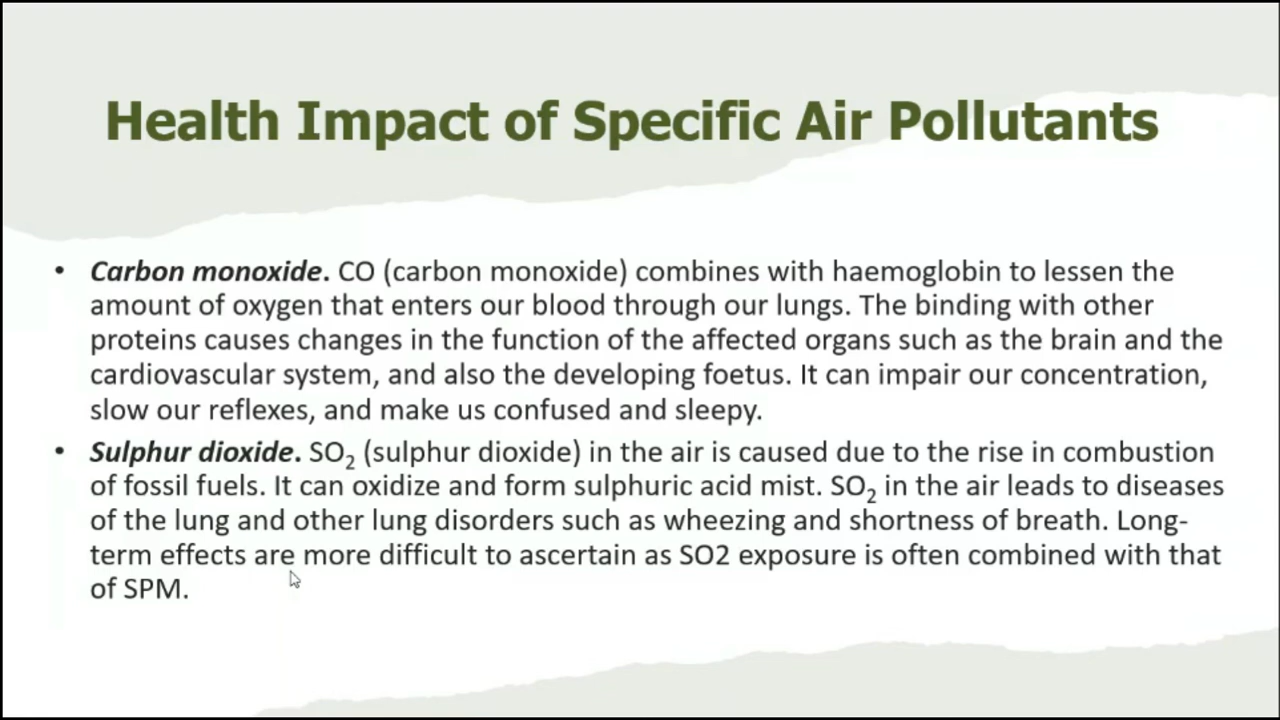 Health Impact of Specific Air Pollutants
• Carbon monoxide. CO (carbon monoxide) combines with haemoglobin to lessen the
amount of oxygen that enters our blood through our lungs. The binding with other
proteins causes changes in the function of the affected organs such as the brain and the
cardiovascular system, and also the developing foetus. It can impair our concentration,
slow our reflexes, and make us confused and sleepy.
• Sulphur dioxide. SO₂ (sulphur dioxide) in the air is caused due to the rise in combustion
of fossil fuels. It can oxidize and form sulphuric acid mist. SO₂ in the air leads to diseases
of the lung and other lung disorders such as wheezing and shortness of breath. Long-
term effects are more difficult to ascertain as SO2 exposure is often combined with that
of SPM.